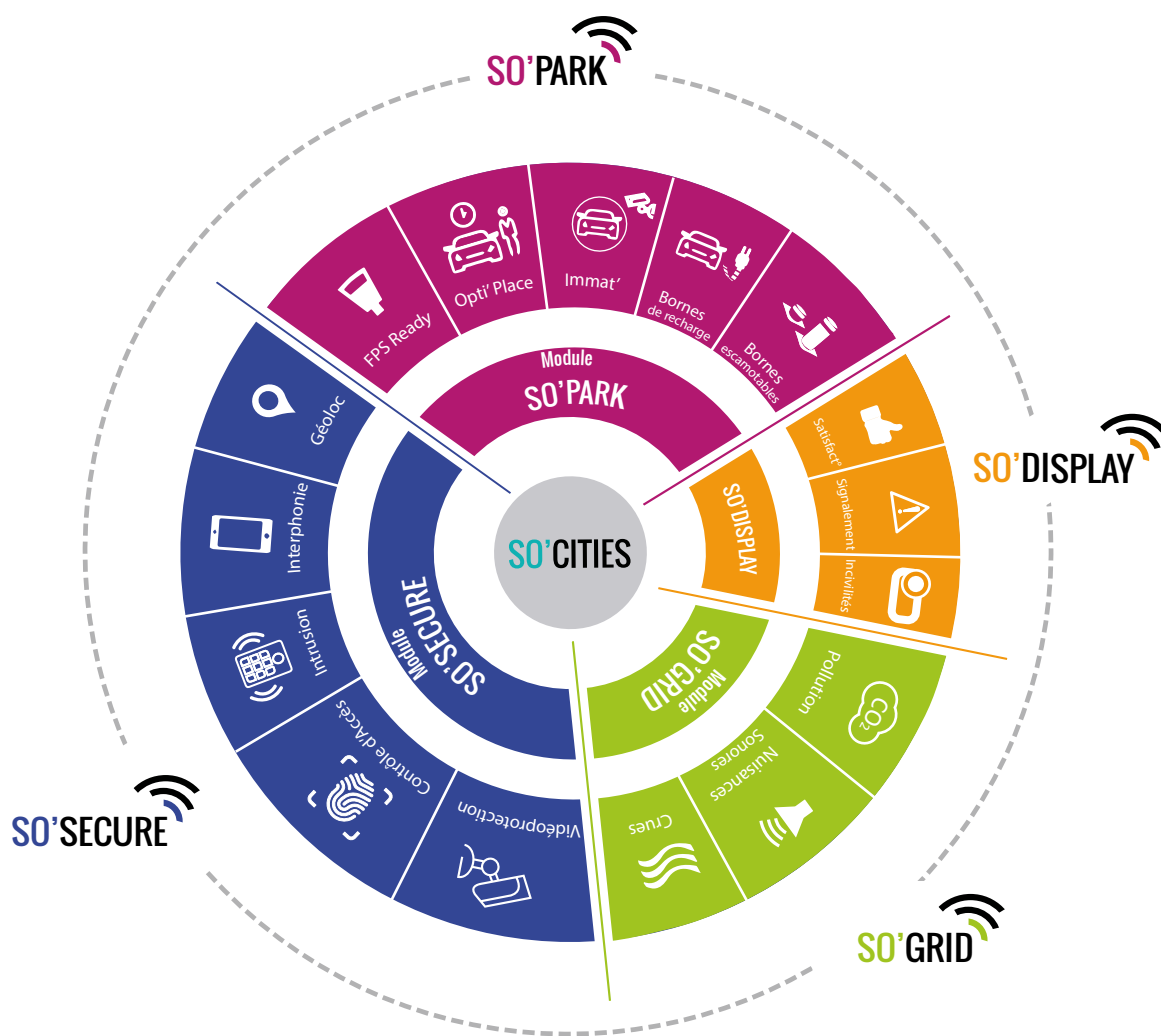 SO'PARK
FPS Ready
Opti' Place
Immat'
Bornes
de recharge
Bornes
escamotables
Module
SO'PARK
SO'DISPLAY
Satisfact°
Signalement
Incivilités
SO'DISPLAY
SO'CITIES
Géoloc
Interphonie
Intrusion
Contrôle d'Accès
Vidéoprotection
Module
SO'SECURE
SO'SECURE
Module
SO'GRID
Pollution
CO₂
Nuisances
Sonores
Crues
SO'GRID